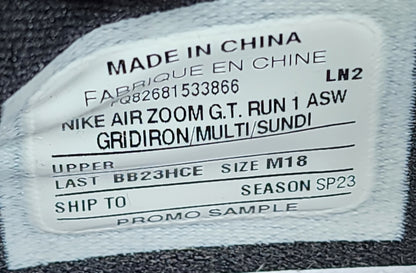 MADE IN CHINA
FABRIQUE EN CHINE
PQ82681533866 LN2
NIKE AIR ZOOM G.T. RUN 1 ASW
GRIDIRON/MULTI/SUNDI
UPPER
LAST BB23HCE SIZE M18
SHIP TO SEASON SP23
PROMO SAMPLE